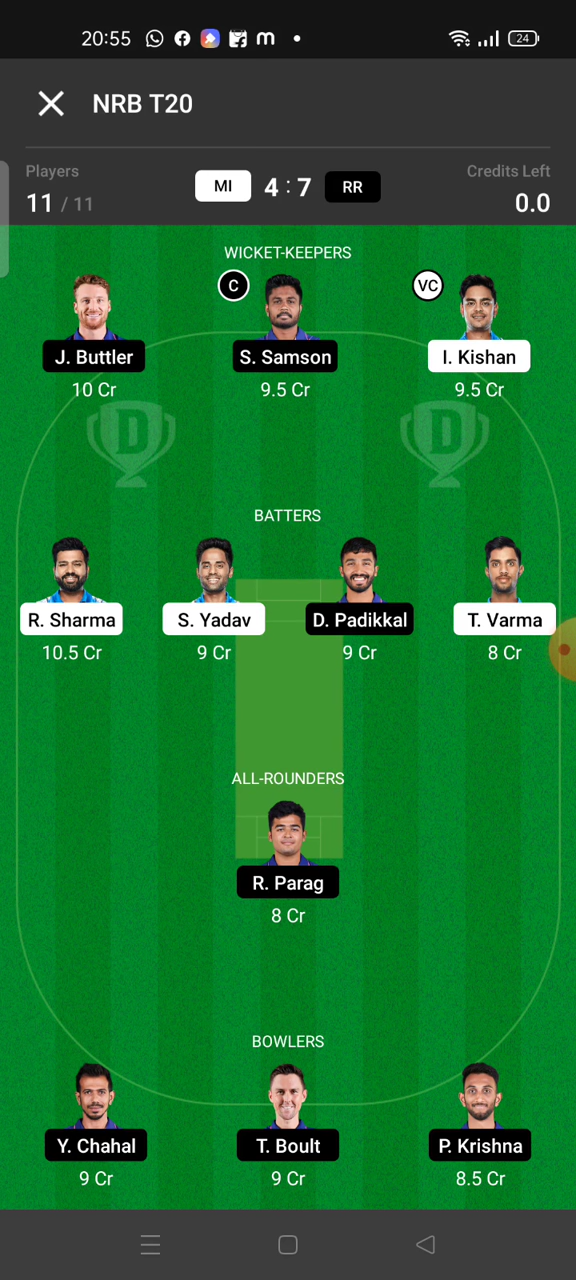 20:55 m 24
NRB T20
Players Credits Left
11 / 11 MI 4 : 7 RR 0.0
WICKET-KEEPERS
C VC
J. Buttler S. Samson I. Kishan
10 Cr 9.5 Cr 9.5 Cr
D D
BATTERS
R. Sharma S. Yadav D. Padikkal T. Varma
10.5 Cr 9 Cr 9 Cr 8 Cr
ALL-ROUNDERS
R. Parag
8 Cr
BOWLERS
Y. Chahal T. Boult P. Krishna
9 Cr 9 Cr 8.5 Cr